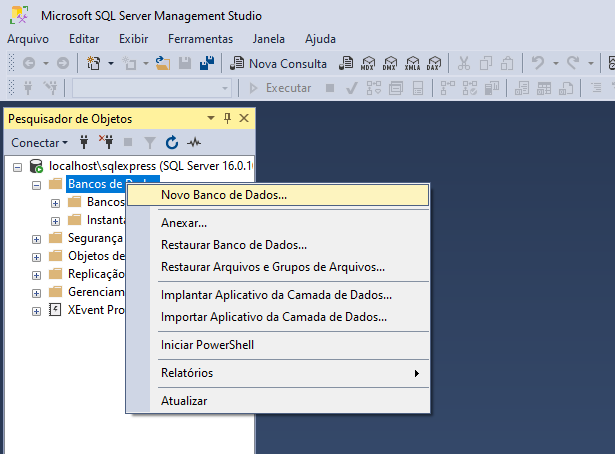 Microsoft SQL Server Management Studio
Arquivo Editar Exibir Ferramentas Janela Ajuda
Nova Consulta MDX DMX XMLA DAX
Executar
Pesquisador de Objetos
Conectar
localhost\sqlexpress (SQL Server 16.0.1
Bancos de
Novo Banco de Dados...
Bancos
Anexar...
Segurança
Restaurar Banco de Dados...
Objetos de
Restaurar Arquivos e Grupos de Arquivos...
Replicação
Implantar Aplicativo da Camada de Dados...
XEvent
Importar Aplicativo da Camada de Dados...
Iniciar PowerShell
Relatórios
Atualizar